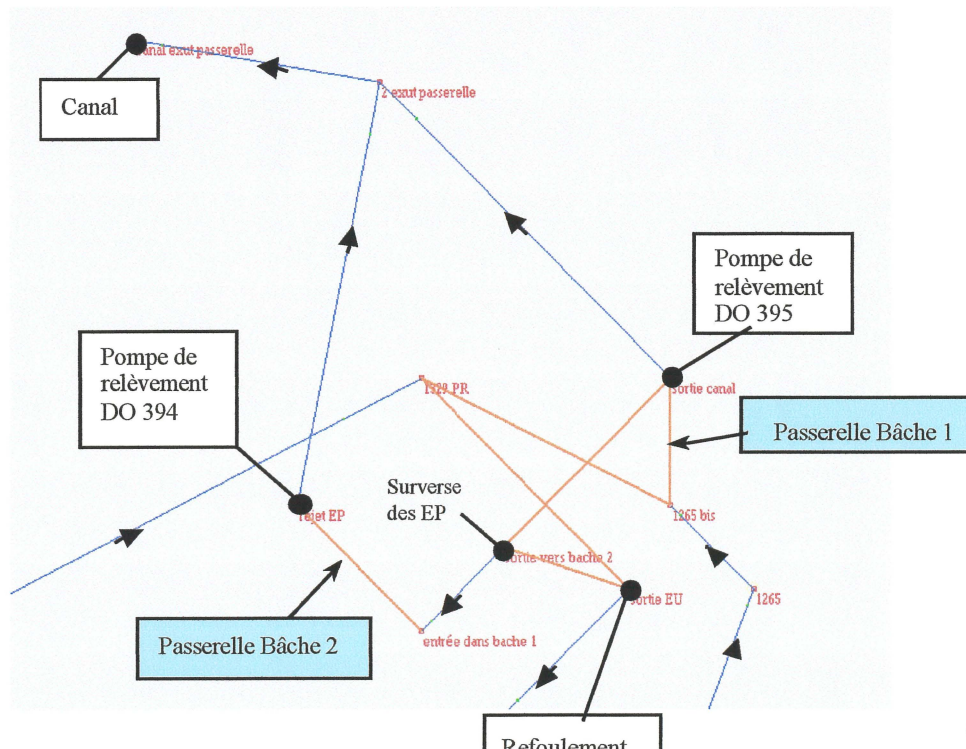 canal exut passerelle
Canal
2 exut passerelle
Pompe de
relèvement
DO 395
Pompe de
relèvement
DO 394
1329 PR
sortie canal
Passerelle Bâche 1
Surverse
des EP
rejet EP
1265 bis
sortie vers bache 2
sortie EU
1265
Passerelle Bâche 2
entrée dans bache 1
Refoulement